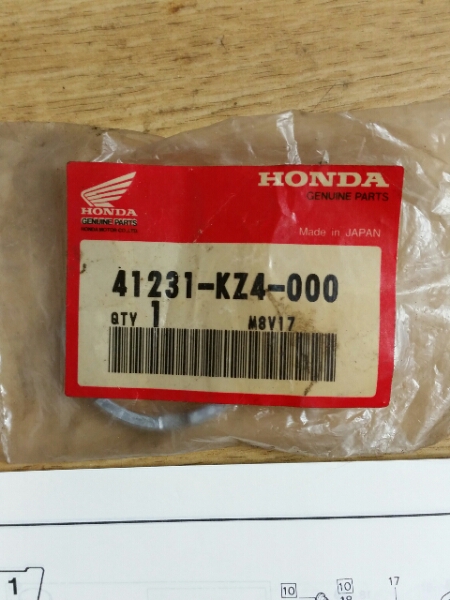 HONDA
GENUINE PARTS
HONDA MOTOR CO.,LTD.
HONDA
GENUINE PARTS
Made in JAPAN
41231-KZ4-000
QTY 1 M8V17
1
10
10
18
17